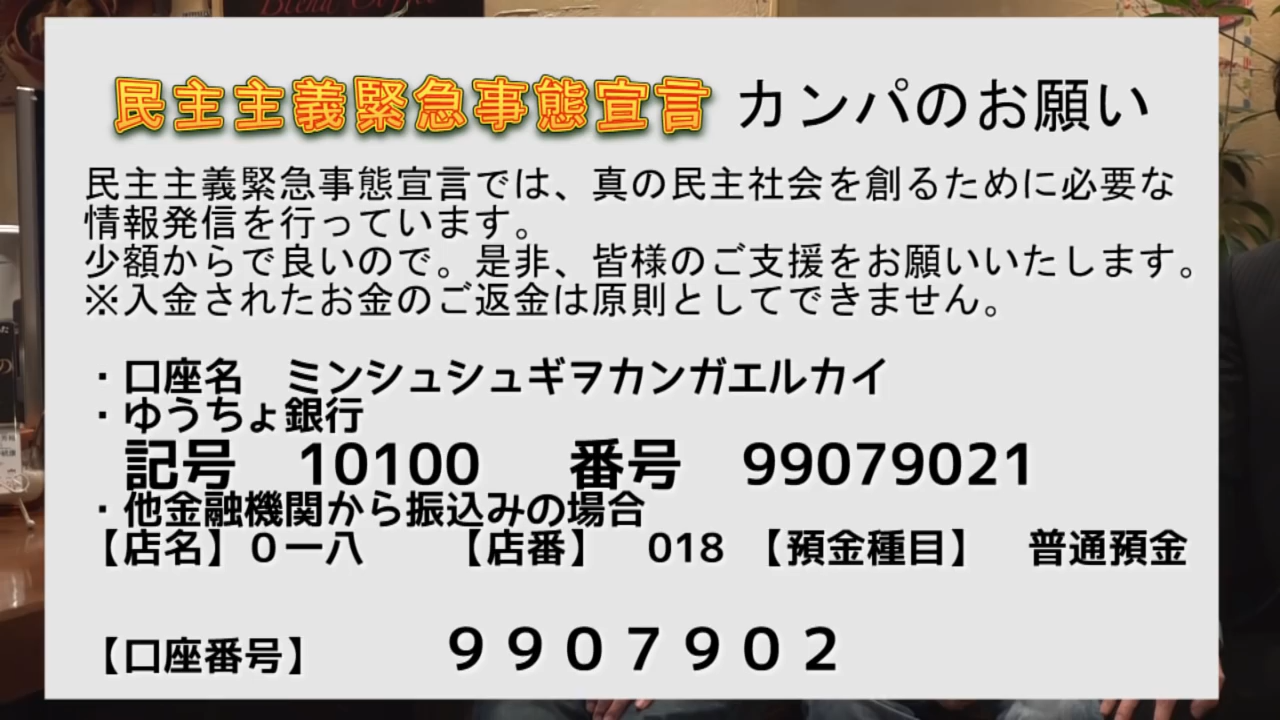 Blend Coffee
民主主義緊急事態宣言 カンパのお願い
民主主義緊急事態宣言では、真の民主社会を創るために必要な
情報発信を行っています。
少額からで良いので。是非、皆様のご支援をお願いいたします。
※入金されたお金のご返金は原則としてできません。
・口座名　ミンシュシュギヲカンガエルカイ
・ゆうちょ銀行
記号　10100　　番号　99079021
・他金融機関から振込みの場合
【店名】０一八　　【店番】　018　【預金種目】　普通預金
【口座番号】　　　９９０７９０２